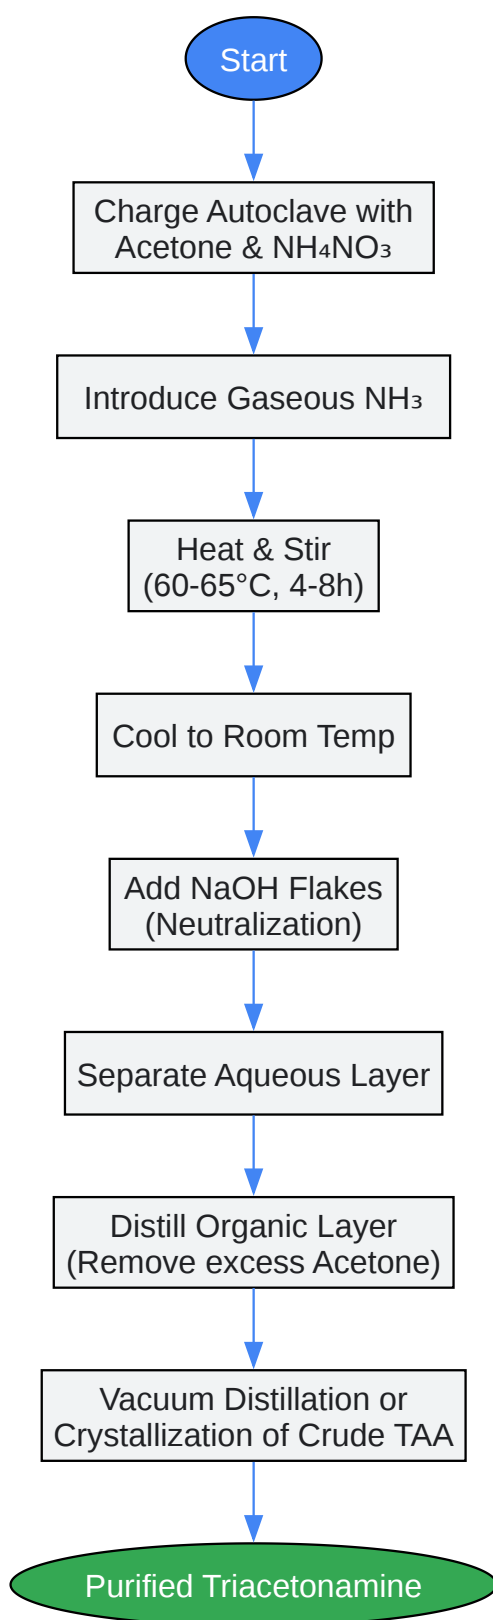 Start
Charge Autoclave with
Acetone & NH₄NO₃
Introduce Gaseous NH₃
Heat & Stir
(60-65°C, 4-8h)
Cool to Room Temp
Add NaOH Flakes
(Neutralization)
Separate Aqueous Layer
Distill Organic Layer
(Remove excess Acetone)
Vacuum Distillation or
Crystallization of Crude TAA
Purified Triacetonamine